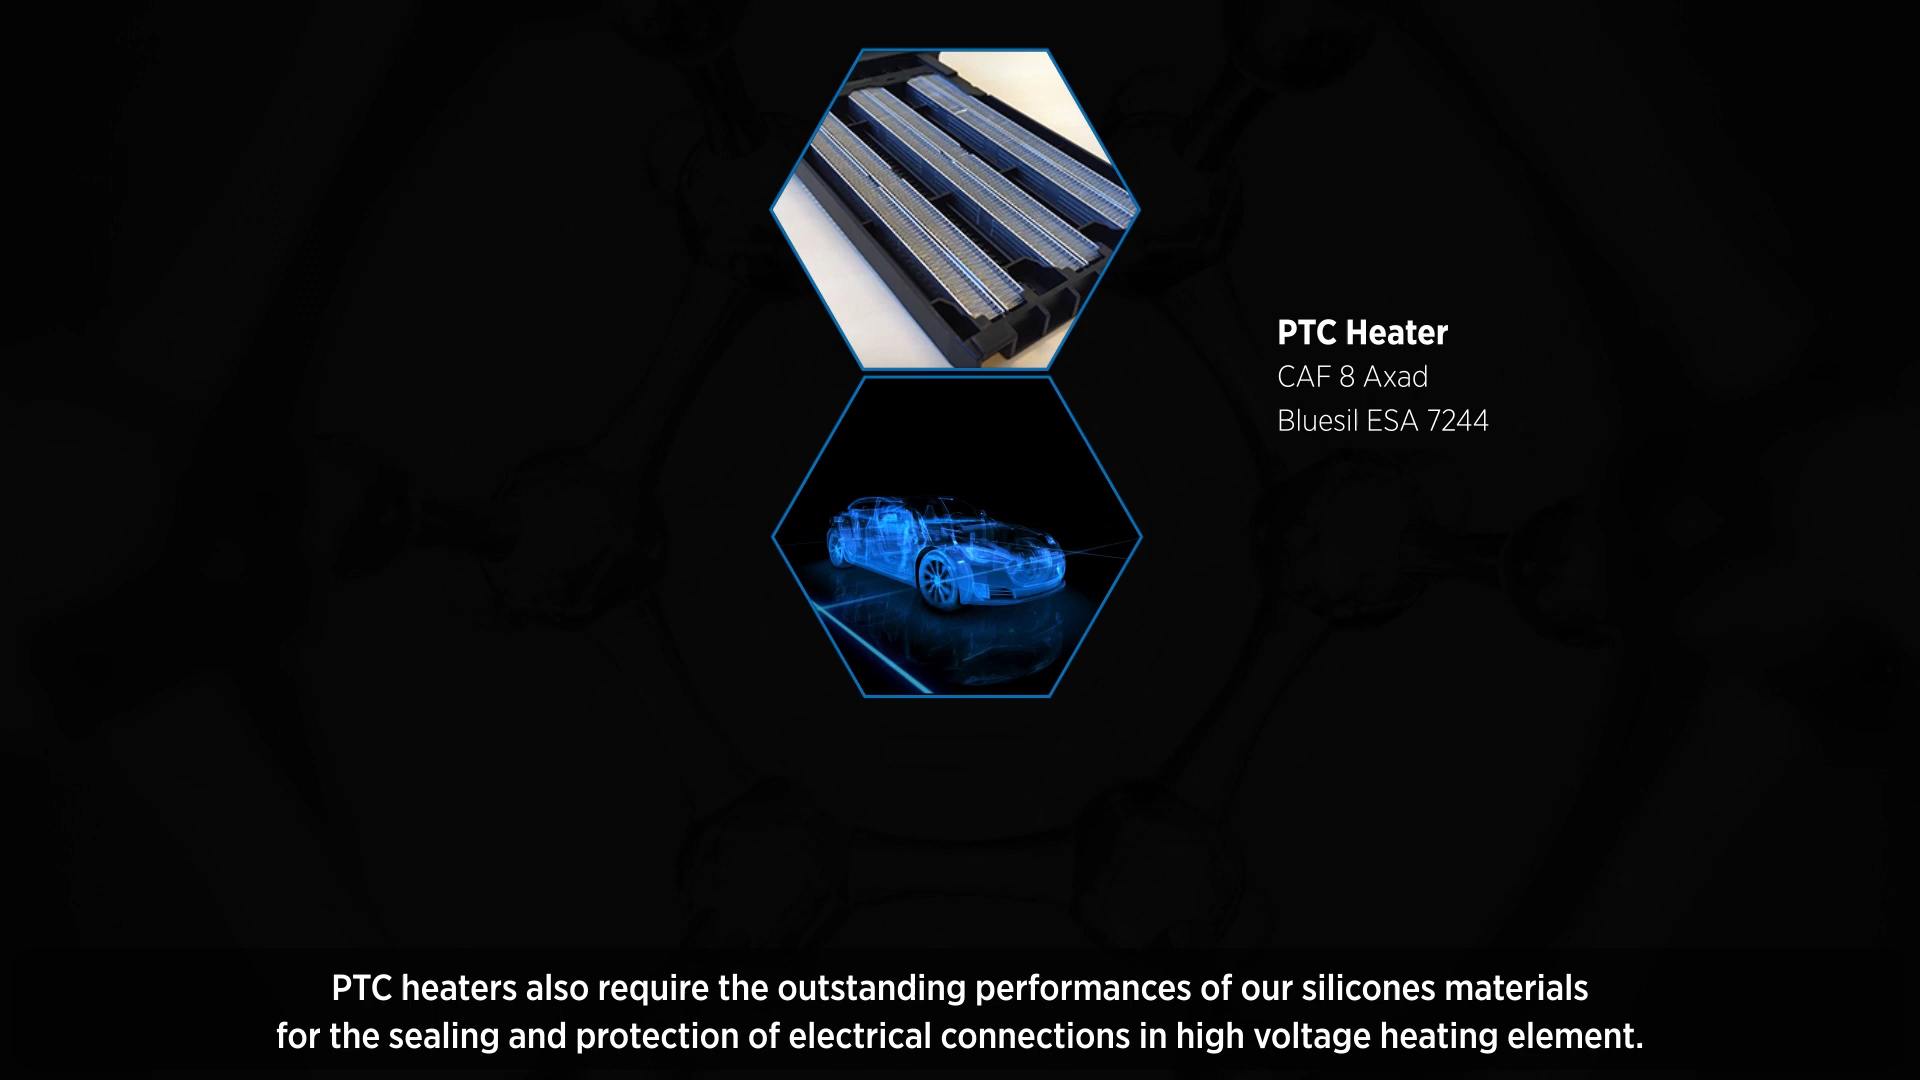 PTC Heater
CAF 8 Axad
Bluesil ESA 7244
PTC heaters also require the outstanding performances of our silicones materials
for the sealing and protection of electrical connections in high voltage heating element.